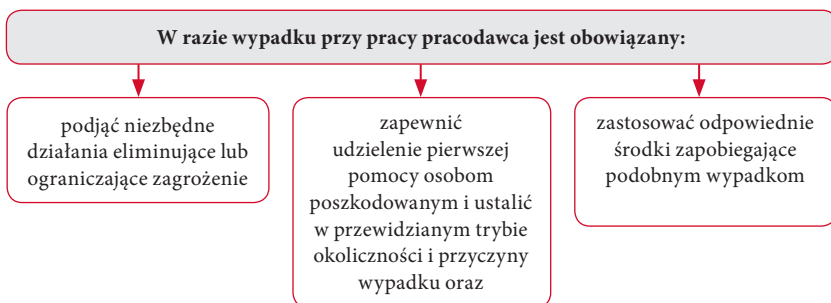 W razie wypadku przy pracy pracodawca jest obowiązany:
podjąć niezbędne
działania eliminujące lub
ograniczające zagrożenie
zapewnić
udzielenie pierwszej
pomocy osobom
poszkodowanym i ustalić
w przewidzianym trybie
okoliczności i przyczyny
wypadku oraz
zastosować odpowiednie
środki zapobiegające
podobnym wypadkom